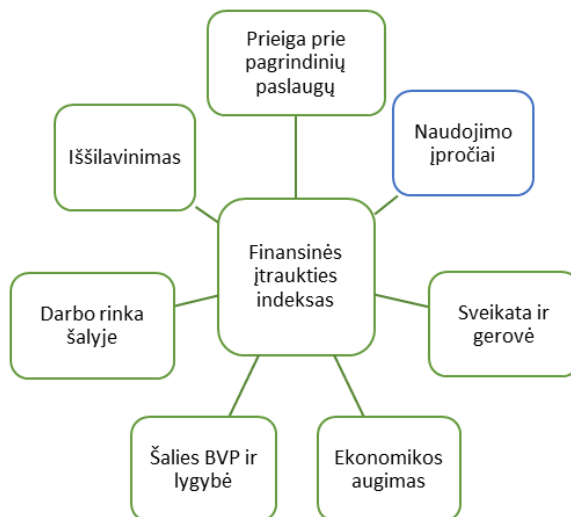 Prieiga prie
pagrindinių
paslaugų
Naudojimo
įpročiai
Iššilavinimas
Finansinės
įtraukties
indeksas
Darbo rinka
šalyje
Sveikata ir
gerovė
Šalies BVP ir
lygybė
Ekonomikos
augimas